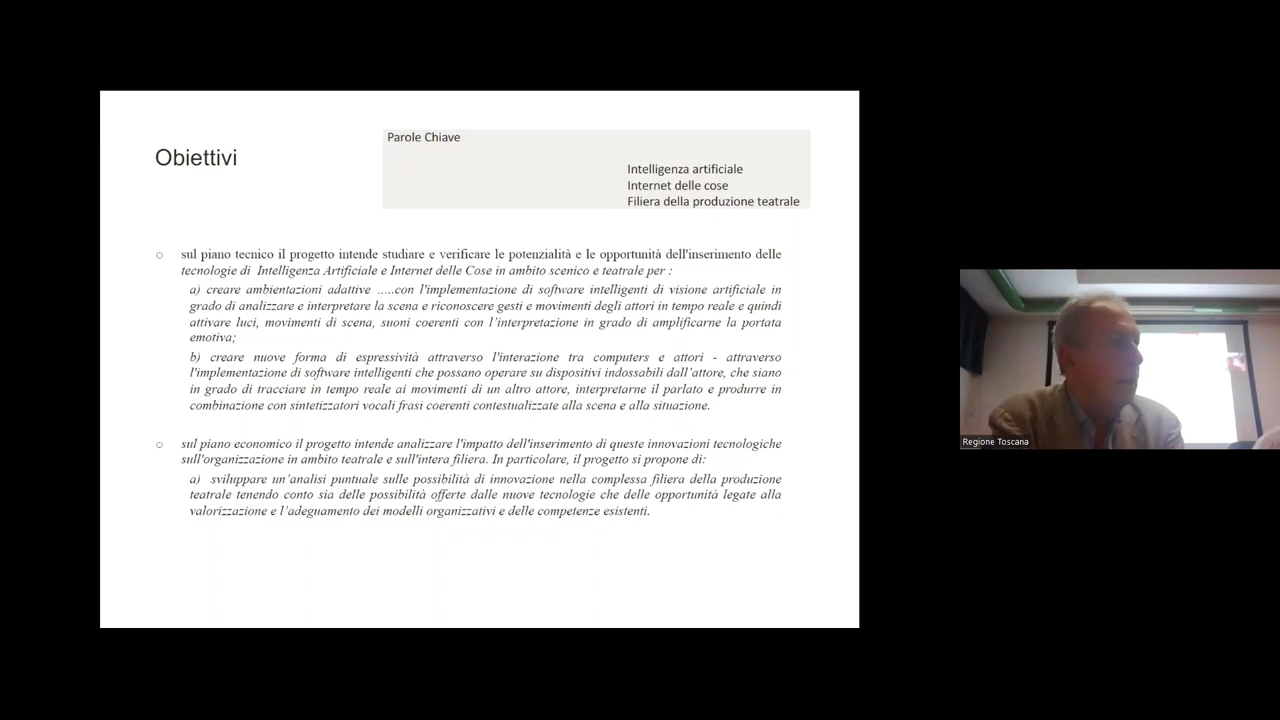 Parole Chiave
Obiettivi
Intelligenza artificiale
Internet delle cose
Filiera della produzione teatrale
sul piano tecnico il progetto intende studiare e verificare le potenzialità e le opportunità dell'inserimento delle
tecnologie di Intelligenza Artificiale e Internet delle Cose in ambito scenico e teatrale per :
a) creare ambientazioni adattive .....con l'implementazione di software intelligenti di visione artificiale in
grado di analizzare e interpretare la scena e riconoscere gesti e movimenti degli attori in tempo reale e quindi
attivare luci, movimenti di scena, suoni coerenti con l’interpretazione in grado di amplificarne la portata
emotiva;
b) creare nuove forma di espressività attraverso l'interazione tra computers e attori - attraverso
l'implementazione di software intelligenti che possano operare su dispositivi indossabili dall’attore, che siano
in grado di tracciare in tempo reale ai movimenti di un altro attore, interpretarne il parlato e produrre in
combinazione con sintetizzatori vocali frasi coerenti contestualizzate alla scena e alla situazione.
sul piano economico il progetto intende analizzare l'impatto dell'inserimento di queste innovazioni tecnologiche
sull'organizzazione in ambito teatrale e sull'intera filiera. In particolare, il progetto si propone di:
a) sviluppare un’analisi puntuale sulle possibilità di innovazione nella complessa filiera della produzione
teatrale tenendo conto sia delle possibilità offerte dalle nuove tecnologie che delle opportunità legate alla
valorizzazione e l’adeguamento dei modelli organizzativi e delle competenze esistenti.
Regione Toscana